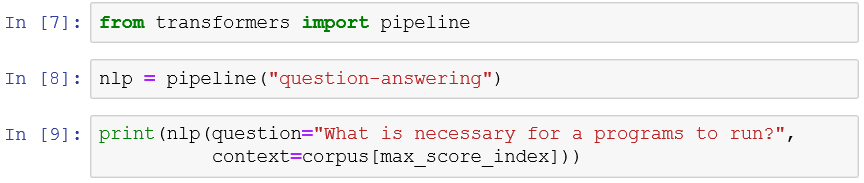 In [7]: from transformers import pipeline
In [8]: nlp = pipeline("question-answering")
In [9]: print(nlp(question="What is necessary for a programs to run?",
context=corpus[max_score_index]))